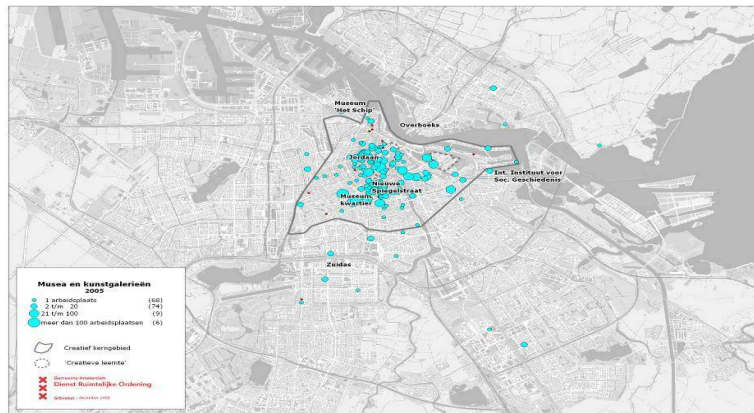 Museum
'Het Schip'
Overhoeks
Jordaan
Int. Instituut voor
Soc. Geschiedenis
Nieuwe
Spiegelstraat
Museum
kwartier
Zuidas
Musea en kunstgalerieën
2005
1 arbeidsplaats (68)
2 t/m 20 (74)
21 t/m 100 (9)
meer dan 100 arbeidsplaatsen (6)
Creatief kerngebied
'Creatieve leemte'
Gemeente Amsterdam
Dienst Ruimtelijke Ordening